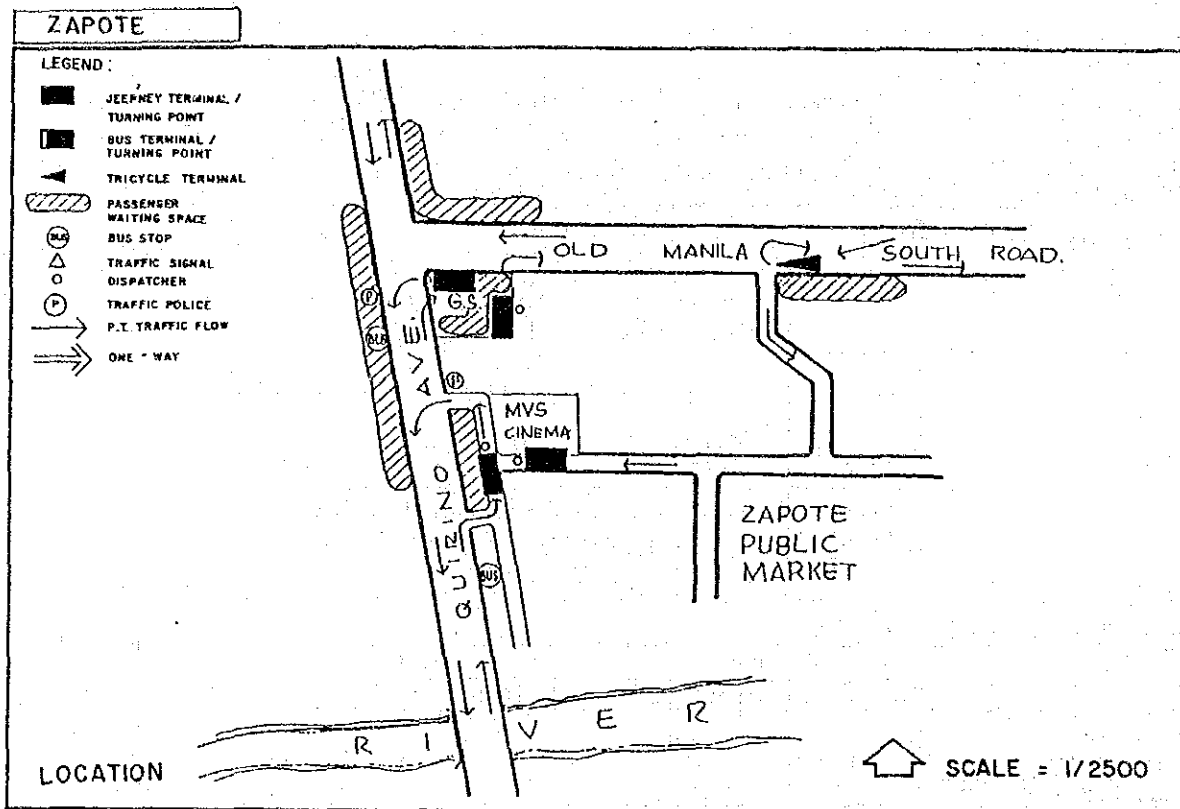 ZAPOTE
LEGEND :
JEEPNEY TERMINAL /
TURNING POINT
BUS TERMINAL /
TURNING POINT
TRICYCLE TERMINAL
PASSENGER
WAITING SPACE
BUS
BUS STOP
TRAFFIC SIGNAL
DISPATCHER
P
TRAFFIC POLICE
P.T. TRAFFIC FLOW
ONE - WAY
OLD MANILA SOUTH ROAD.
G.S.
P
BUS
QUIRINO AVE.
P
MVS
CINEMA
BUS
ZAPOTE
PUBLIC
MARKET
RIVER
LOCATION
SCALE = 1/2500